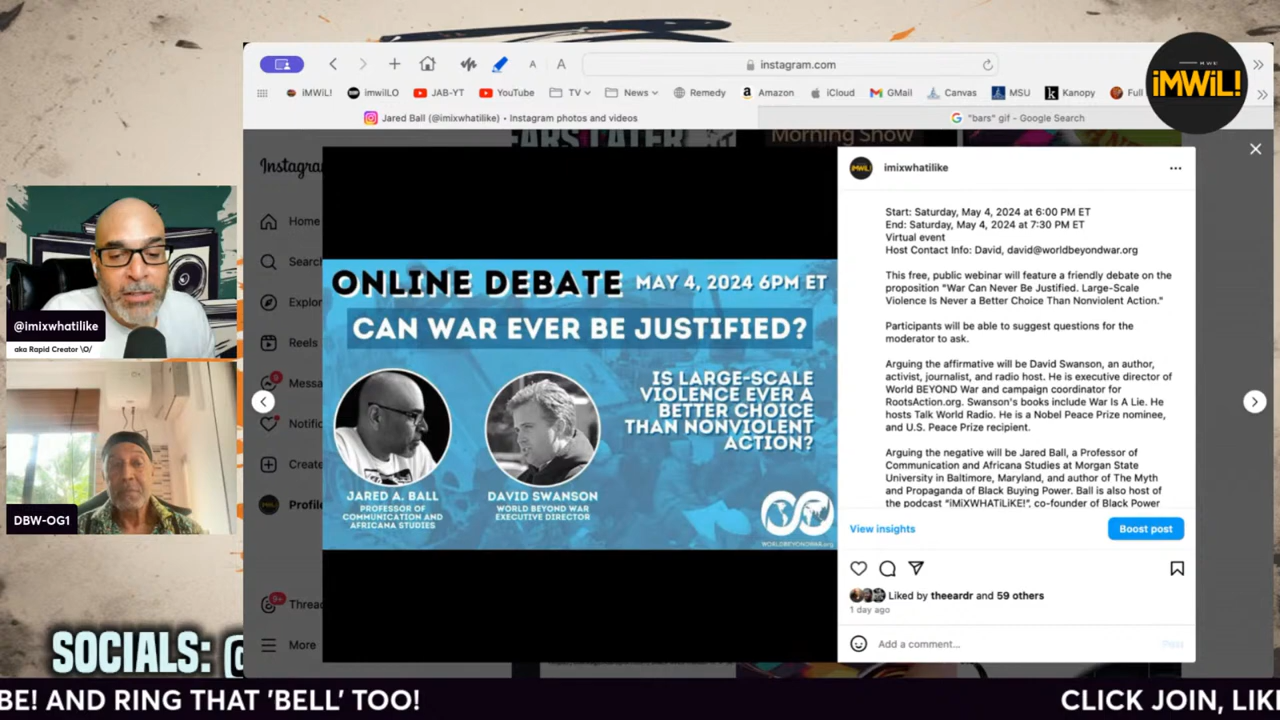 instagram.com
iMWiL!
iMWiL!
imwilLO
JAB-YT
YouTube
TV
News
Remedy
Amazon
iCloud
GMail
Canvas
MSU
Kanopy
Full
Jared Ball (@imixwhatilike) • Instagram photos and videos
"bars" gif - Google Search
Morning Show
Instagra
Home
Searc
Explor
Reels
Messa
Notific
Create
Profile
9+
Threa
More
@imixwhatilike
aka Rapid Creator \O/
DBW-OG1
ONLINE DEBATE MAY 4, 2024 6PM ET
CAN WAR EVER BE JUSTIFIED?
IS LARGE-SCALE
VIOLENCE EVER A
BETTER CHOICE
THAN NONVIOLENT
ACTION?
JARED A. BALL
PROFESSOR OF
COMMUNICATION AND
AFRICANA STUDIES
DAVID SWANSON
WORLD BEYOND WAR
EXECUTIVE DIRECTOR
WORLDBEYONDWAR.org
imixwhatilike
Start: Saturday, May 4, 2024 at 6:00 PM ET
End: Saturday, May 4, 2024 at 7:30 PM ET
Virtual event
Host Contact Info: David, david@worldbeyondwar.org
This free, public webinar will feature a friendly debate on the
proposition "War Can Never Be Justified. Large-Scale
Violence Is Never a Better Choice Than Nonviolent Action."
Participants will be able to suggest questions for the
moderator to ask.
Arguing the affirmative will be David Swanson, an author,
activist, journalist, and radio host. He is executive director of
World BEYOND War and campaign coordinator for
RootsAction.org. Swanson's books include War Is A Lie. He
hosts Talk World Radio. He is a Nobel Peace Prize nominee,
and U.S. Peace Prize recipient.
Arguing the negative will be Jared Ball, a Professor of
Communication and Africana Studies at Morgan State
University in Baltimore, Maryland, and author of The Myth
and Propaganda of Black Buying Power. Ball is also host of
the podcast "iMiXWHATiLiKE!", co-founder of Black Power
View insights
Boost post
Liked by theeardr and 59 others
1 day ago
Add a comment...
Post
SOCIALS: @
BE! AND RING THAT 'BELL' TOO!
CLICK JOIN, LIK